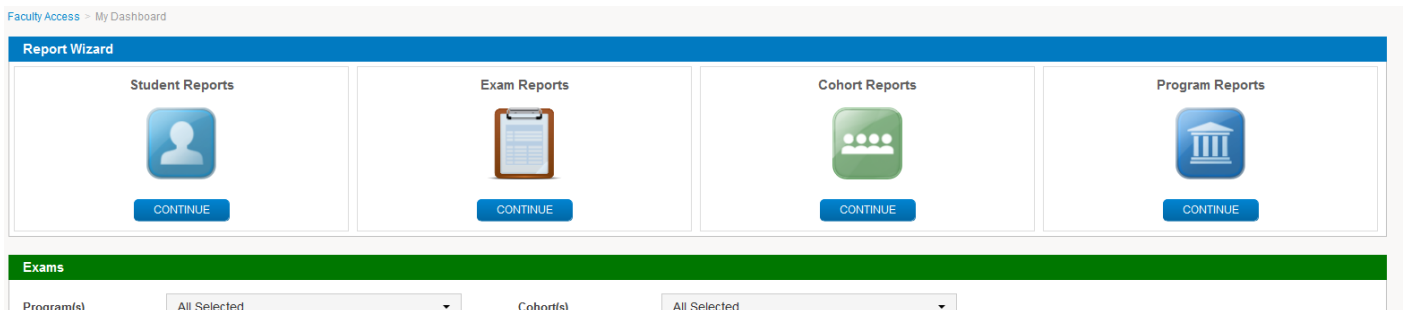 Faculty Access > My Dashboard
Report Wizard
Student Reports Exam Reports Cohort Reports Program Reports
CONTINUE CONTINUE CONTINUE CONTINUE
Exams
Program(s) All Selected Cohort(s) All Selected